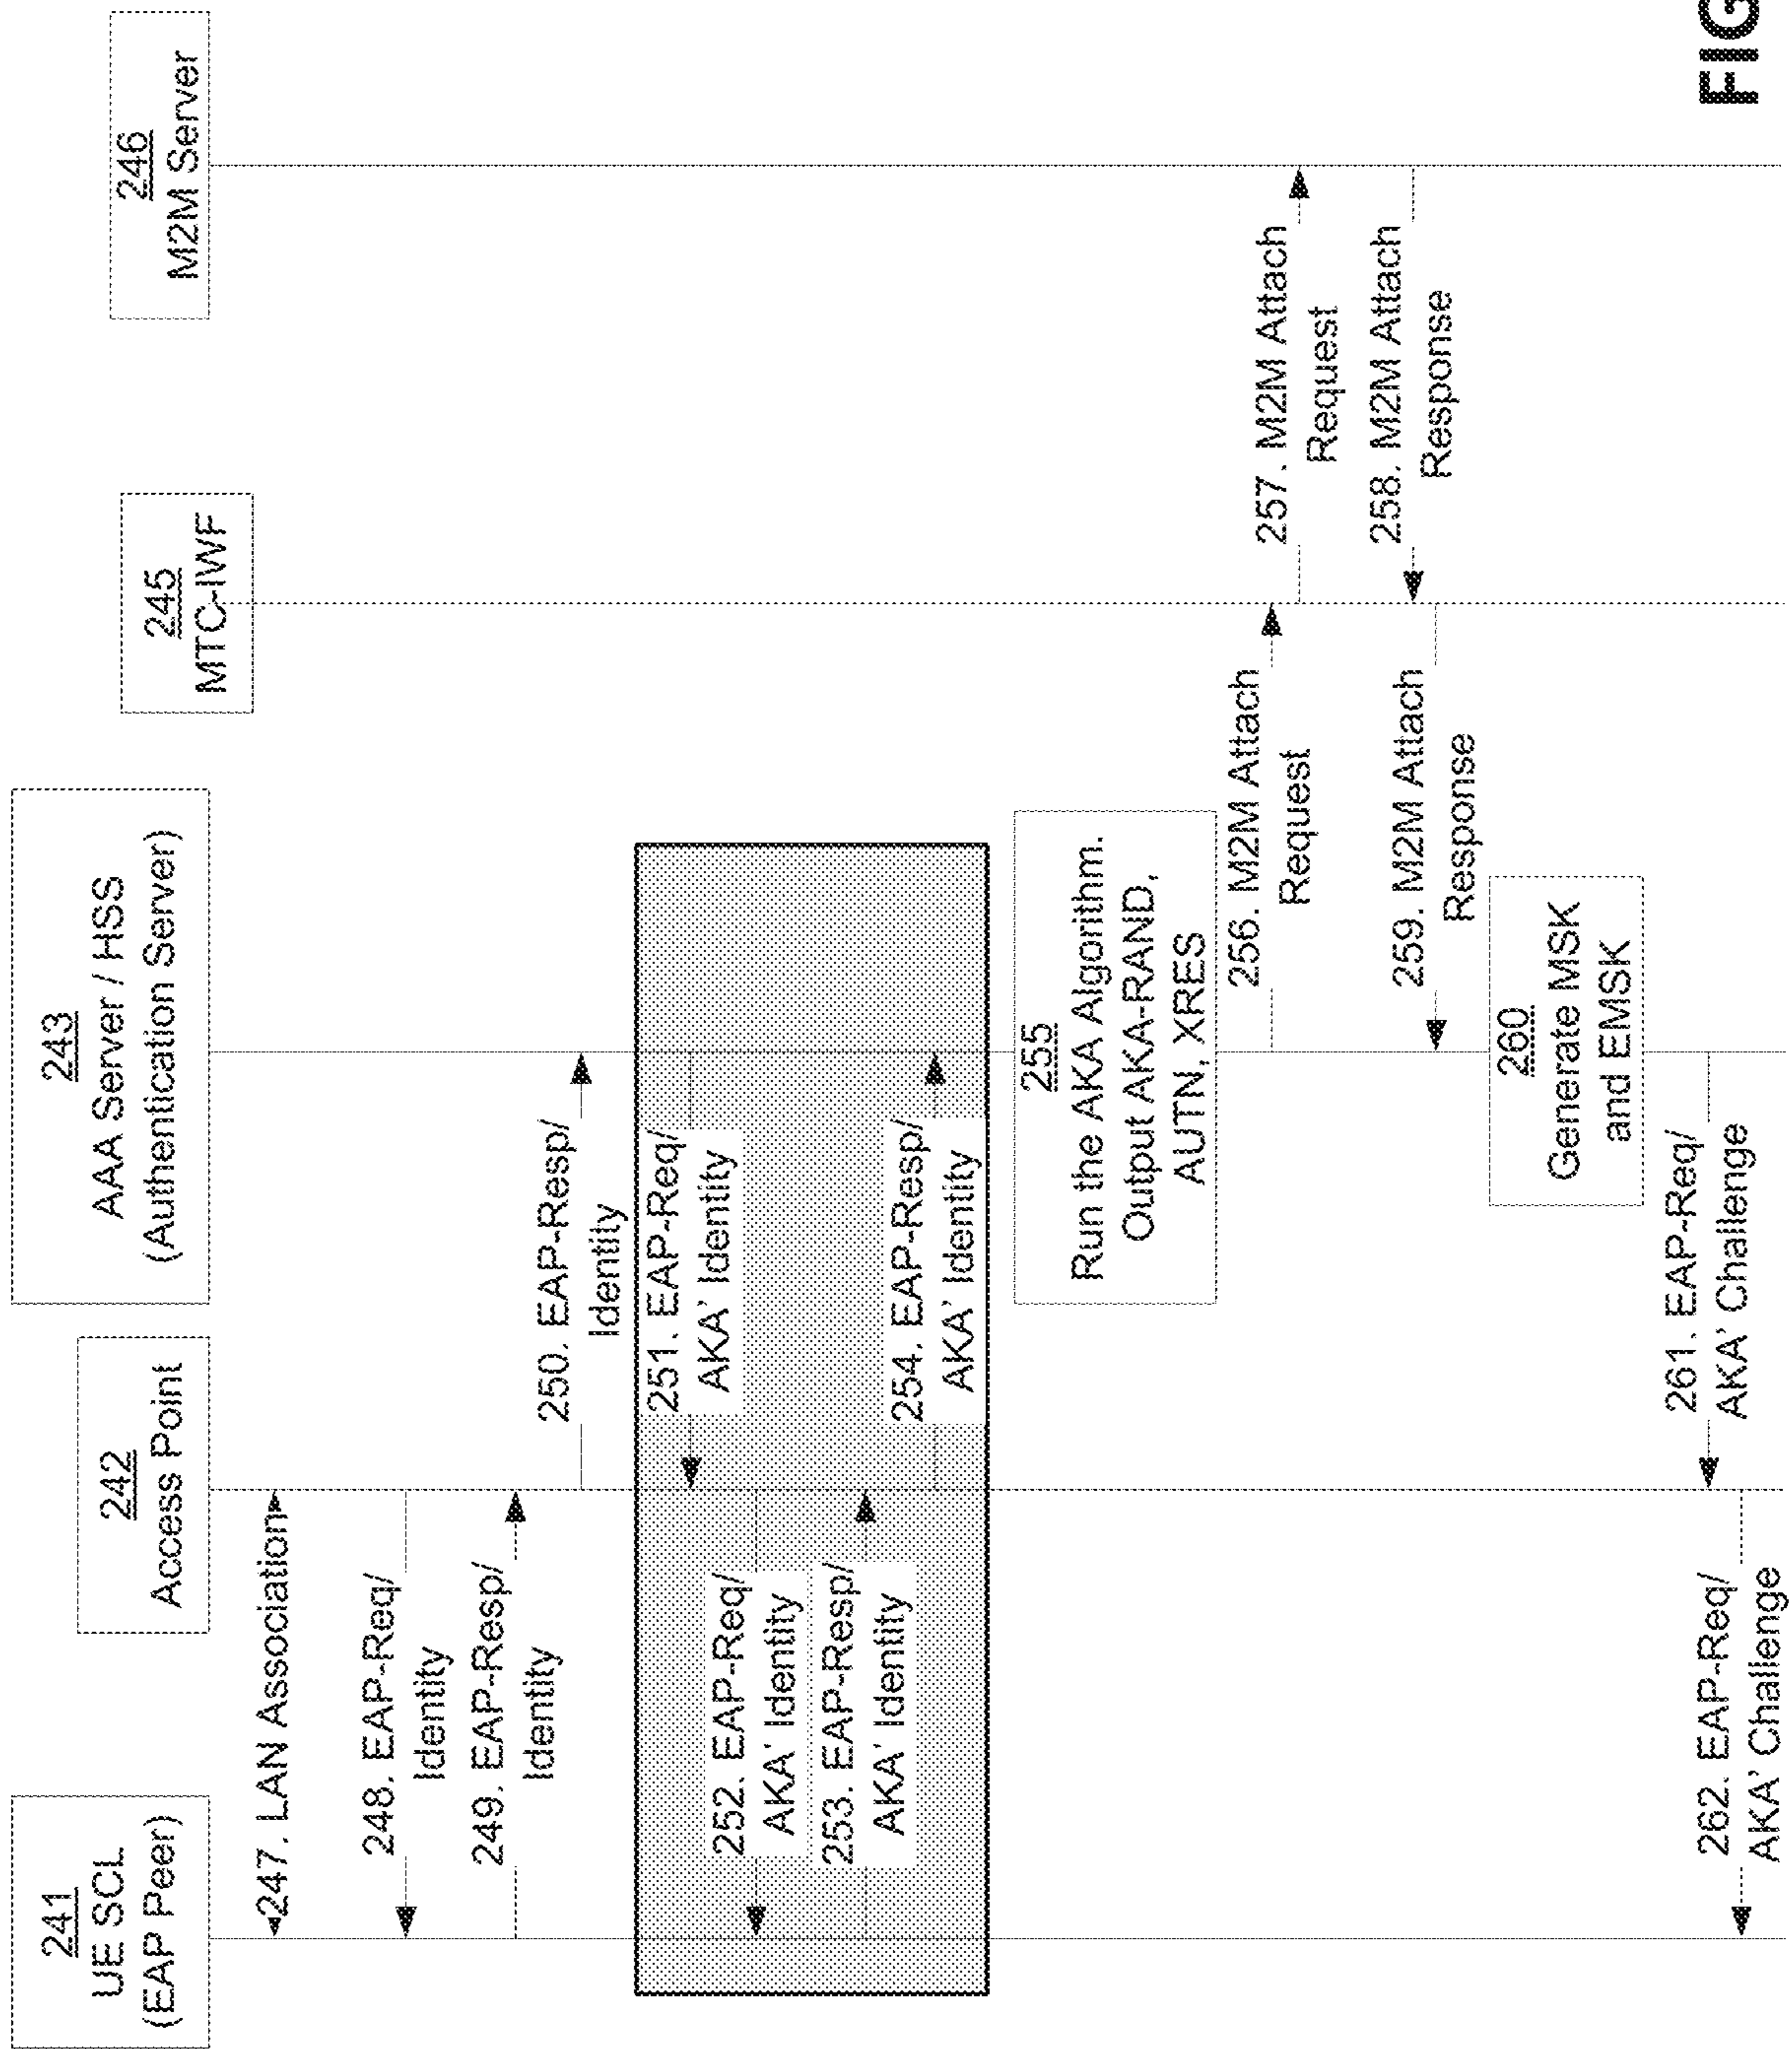 241
UE SCL
(EAP Peer)
242
Access Point
243
AAA Server / HSS
(Authentication Server)
245
MTC-IWF
246
M2M Server
247. LAN Association
248. EAP-Req/
Identity
249. EAP-Resp/
Identity
250. EAP-Resp/
Identity
251. EAP-Req/
AKA' Identity
252. EAP-Req/
AKA' Identity
253. EAP-Resp/
AKA' Identity
254. EAP-Resp/
AKA' Identity
255
Run the AKA Algorithm.
Output AKA-RAND,
AUTN, XRES
256. M2M Attach
Request
257. M2M Attach
Request
258. M2M Attach
Response
259. M2M Attach
Response
260
Generate MSK
and EMSK
261. EAP-Req/
AKA' Challenge
262. EAP-Req/
AKA' Challenge
FIG